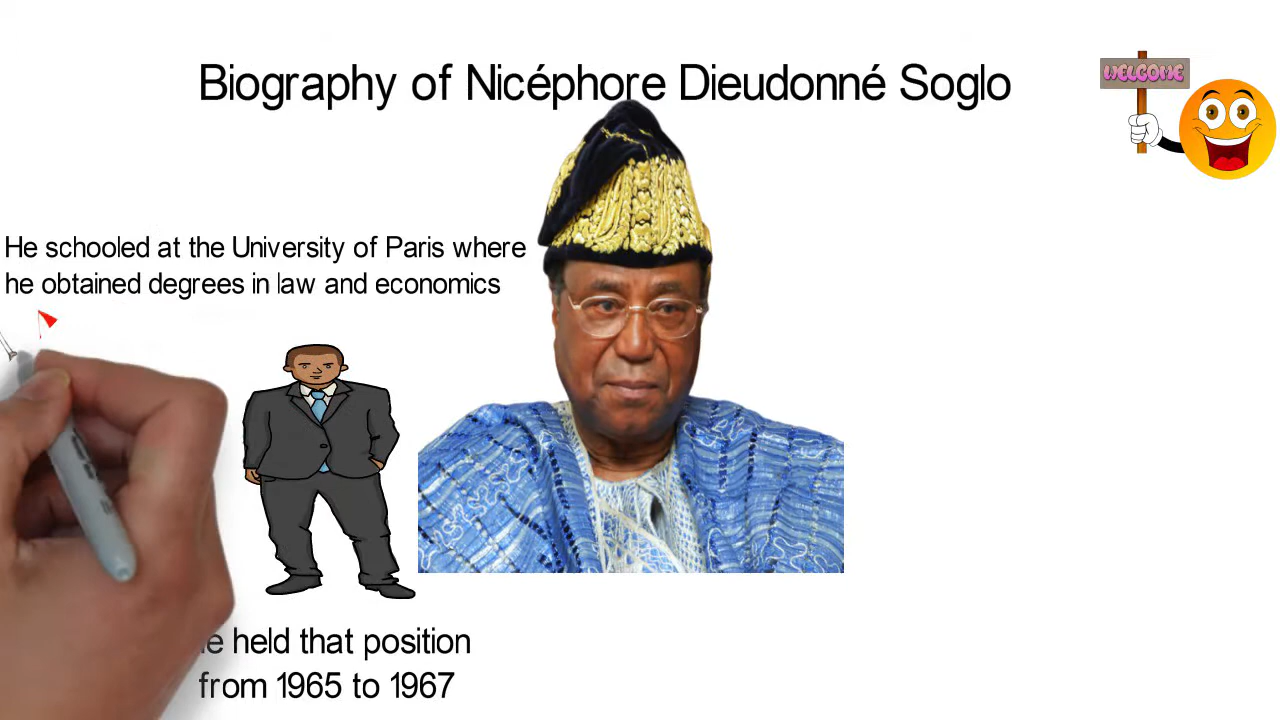 Biography of Nicéphore Dieudonné Soglo
WELCOME
He schooled at the University of Paris where
he obtained degrees in law and economics
held that position
from 1965 to 1967